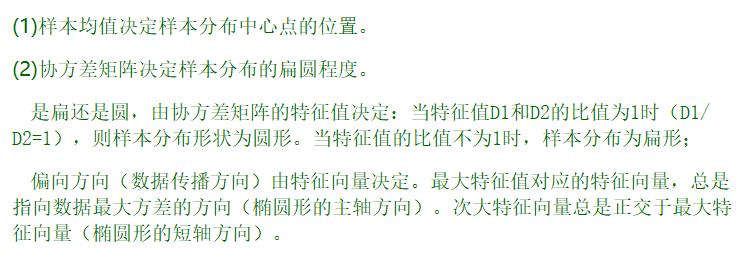 (1)样本均值决定样本分布中心点的位置。
(2)协方差矩阵决定样本分布的扁圆程度。
是扁还是圆，由协方差矩阵的特征值决定：当特征值D1和D2的比值为1时（D1/
D2=1），则样本分布形状为圆形。当特征值的比值不为1时，样本分布为扁形；
偏向方向（数据传播方向）由特征向量决定。最大特征值对应的特征向量，总是
指向数据最大方差的方向（椭圆形的主轴方向）。次大特征向量总是正交于最大特
征向量（椭圆形的短轴方向）。